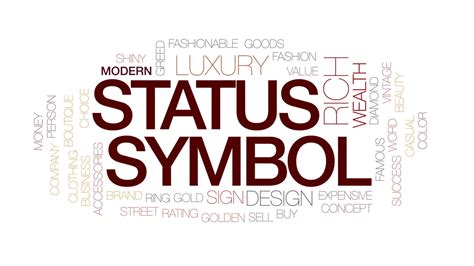 FASHIONABLE GOODS
SHINY
GREED
LUXURY
FASHION
MODERN
VALUE
STATUS
SYMBOL
RICH
WEALTH
DIAMOND
VINTAGE
BEAUTY
MONEY
PERSON
COMPANY
BOUTIQUE
CLOTHING
CHOICE
BUSINESS
ACCESSORIES
FAMOUS
WORD
SUCCESS
CASUAL
COLOR
BRAND
RING GOLD
SIGN
DESIGN
EXPENSIVE
STREET RATING
GOLDEN
SELL
BUY
CONCEPT